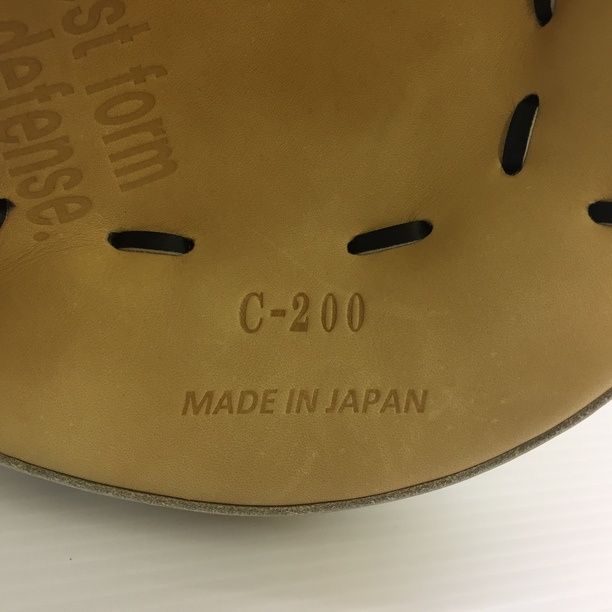 form
defense.
C-200
MADE IN JAPAN